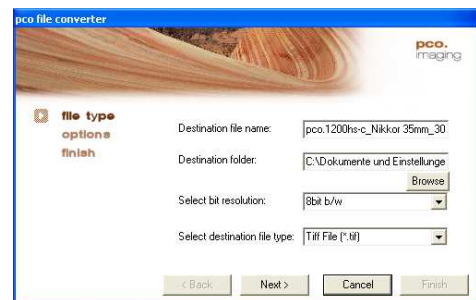 pco file converter
pco.
imaging
file type
options
finish
Destination file name:
pco.1200hs-c_Nikkor 35mm_30
Destination folder:
C:\Dokumente und Einstellunge
Browse
Select bit resolution:
8bit b/w
Select destination file type:
Tiff File (*.tif)
< Back
Next >
Cancel
Finish